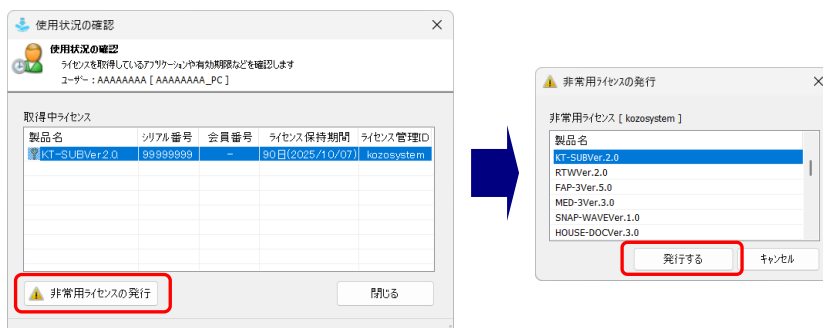 使用状況の確認
使用状況の確認
ライセンスを取得しているアプリケーションや有効期限などを確認します
ユーザー：AAAAAAAA [ AAAAAAAA_PC ]
取得中ライセンス
製品名 シリアル番号 会員番号 ライセンス保持期間 ライセンス管理ID
KT-SUBVer.2.0 99999999 － 90日(2025/10/07) kozosystem
非常用ライセンスの発行 閉じる
非常用ライセンスの発行
非常用ライセンス [ kozosystem ]
製品名
KT-SUBVer.2.0
RTWVer.2.0
FAP-3Ver.5.0
MED-3Ver.3.0
SNAP-WAVEVer.1.0
HOUSE-DOCVer.3.0
発行する キャンセル